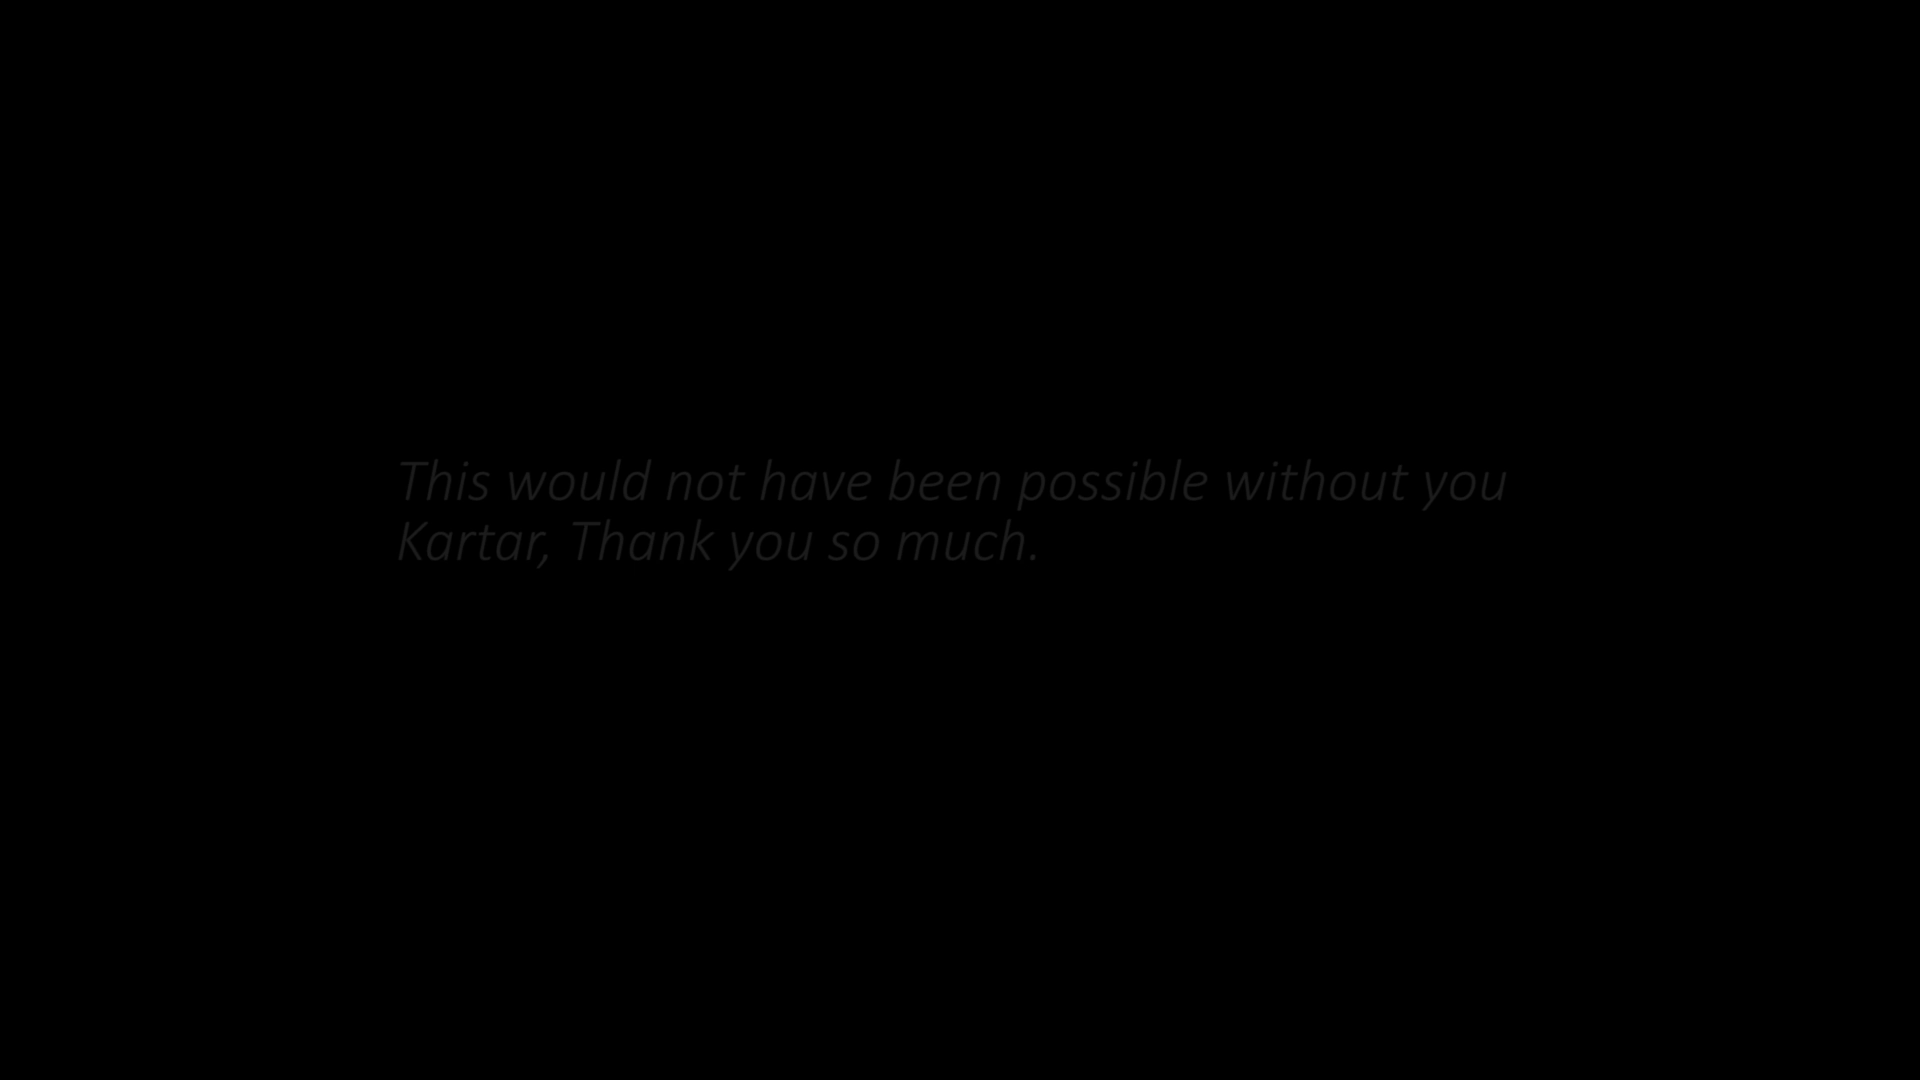 This would not have been possible without you
Kartar, Thank you so much.